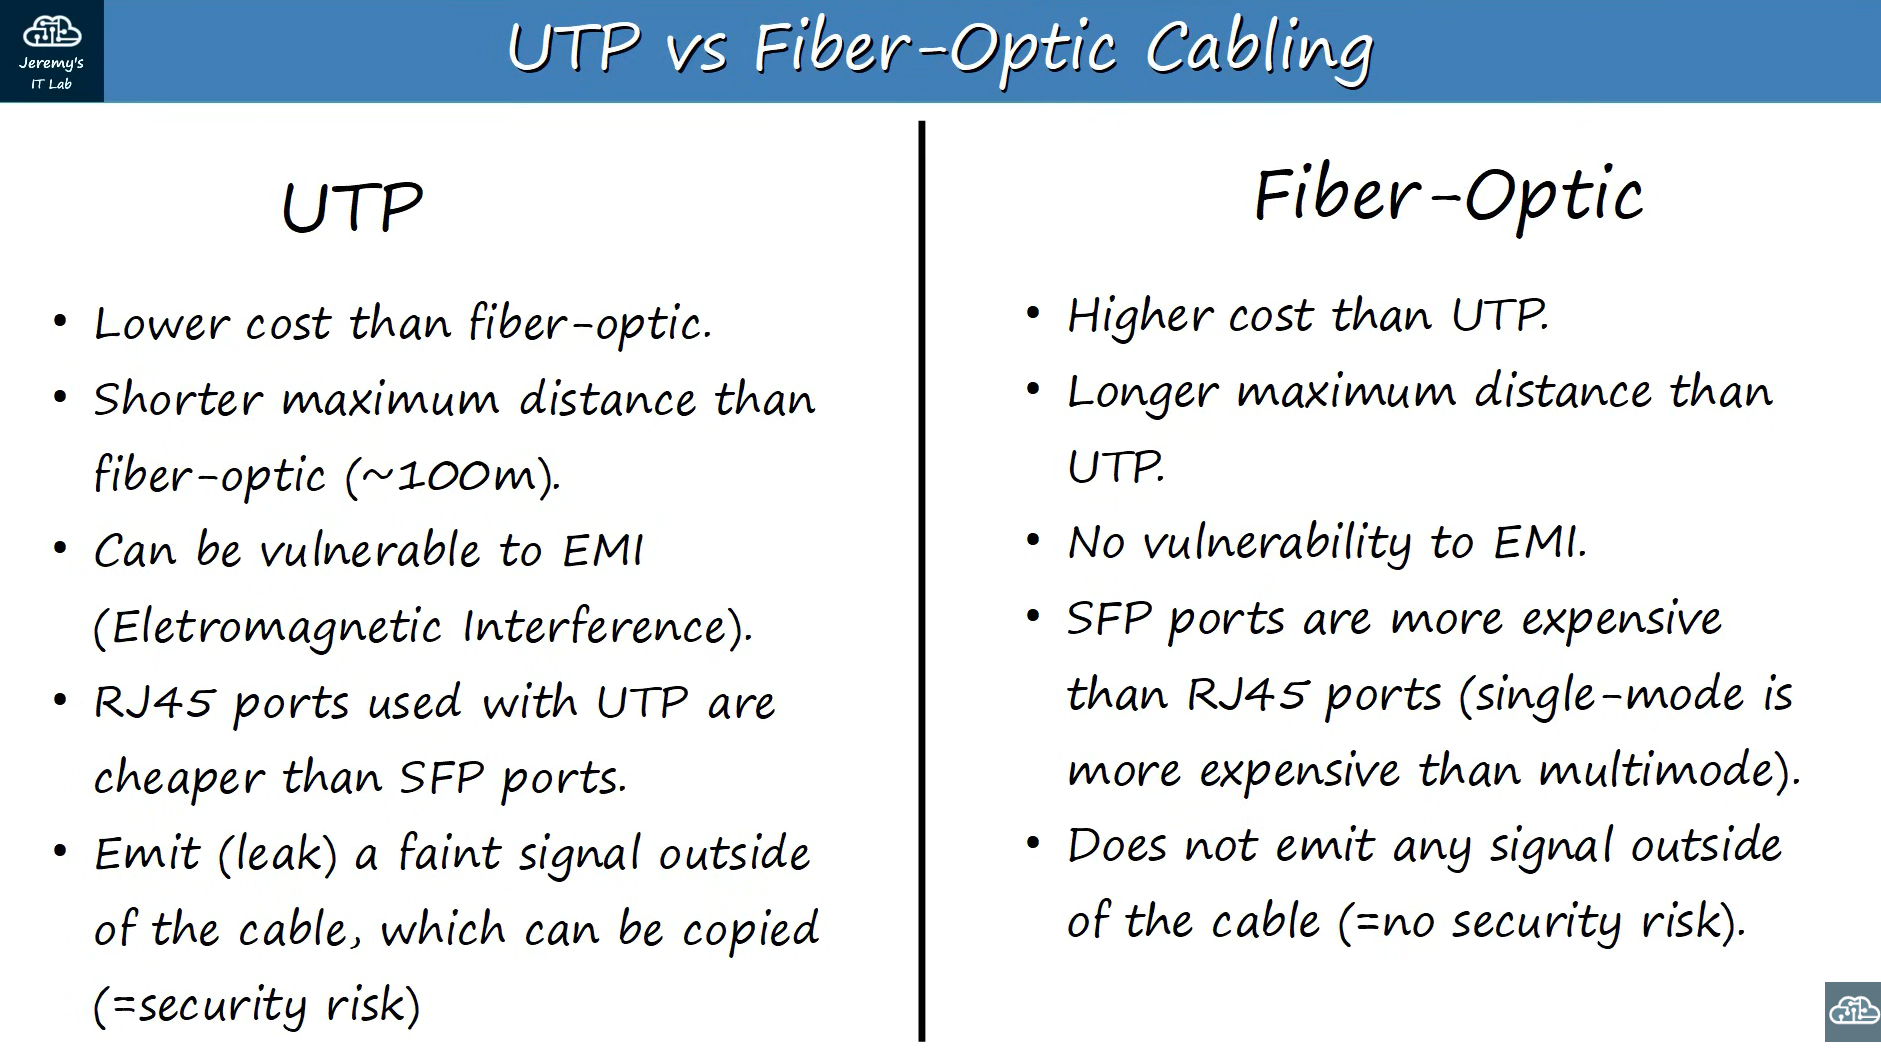 Jeremy's
IT Lab
UTP vs Fiber-Optic Cabling
UTP
• Lower cost than fiber-optic.
• Shorter maximum distance than
fiber-optic (~100m).
• Can be vulnerable to EMI
(Eletromagnetic Interference).
• RJ45 ports used with UTP are
cheaper than SFP ports.
• Emit (leak) a faint signal outside
of the cable, which can be copied
(=security risk)
Fiber-Optic
• Higher cost than UTP.
• Longer maximum distance than
UTP.
• No vulnerability to EMI.
• SFP ports are more expensive
than RJ45 ports (single-mode is
more expensive than multimode).
• Does not emit any signal outside
of the cable (=no security risk).